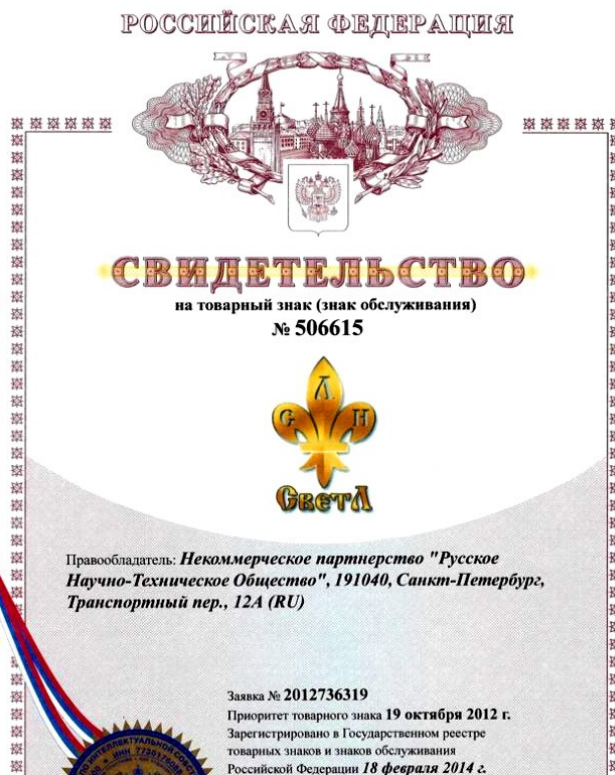 РОССИЙСКАЯ ФЕДЕРАЦИЯ
СВИДЕТЕЛЬСТВО
на товарный знак (знак обслуживания)
№ 506615
А
С Н
СветЛ
Правообладатель: Некоммерческое партнерство "Русское
Научно-Техническое Общество", 191040, Санкт-Петербург,
Транспортный пер., 12А (RU)
Заявка № 2012736319
Приоритет товарного знака 19 октября 2012 г.
Зарегистрировано в Государственном реестре
товарных знаков и знаков обслуживания
Российской Федерации 18 февраля 2014 г.